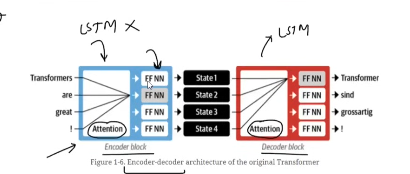 LSTM X
LSTM
Transformers FF NN State 1 FF NN Transformer
are FF NN State 2 FF NN sind
great FF NN State 3 FF NN grossartig
! Attention FF NN State 4 Attention FF NN !
Encoder block Decoder block
Figure 1-6. Encoder-decoder architecture of the original Transformer